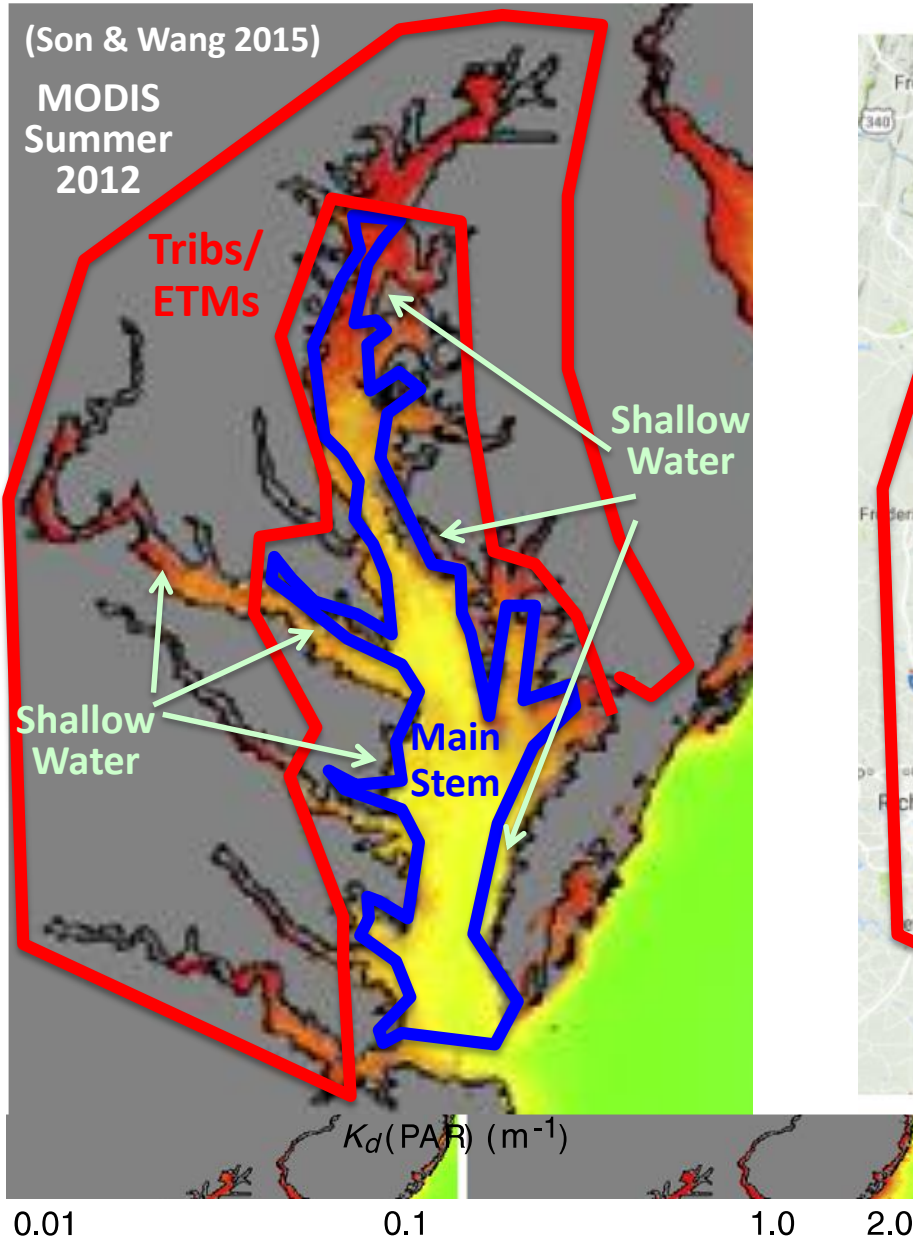 (Son & Wang 2015)
MODIS
Summer
2012
Tribs/
ETMs
Shallow
Water
Shallow
Water
Main
Stem
Kd(PAR) (m⁻¹)
0.01 0.1 1.0 2.0
340